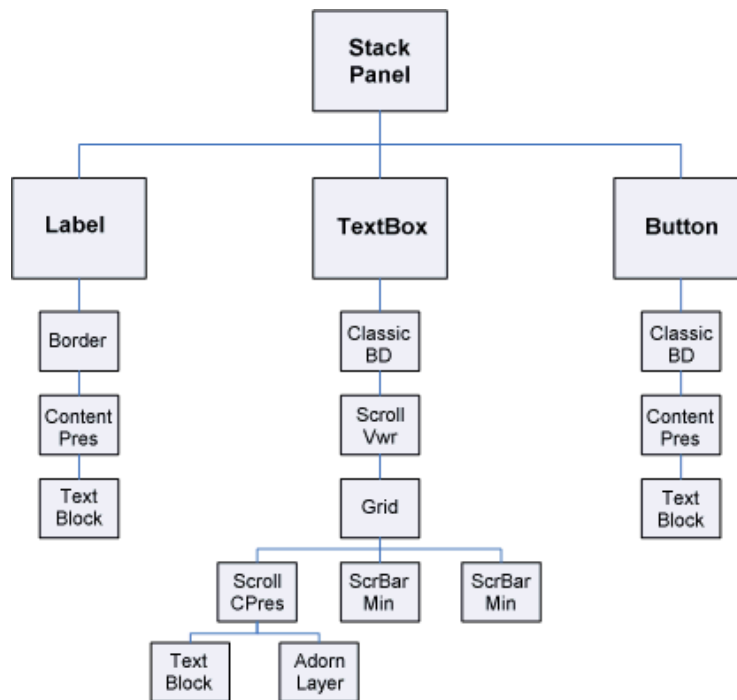 Stack
Panel
Label
TextBox
Button
Border
Classic
BD
Classic
BD
Content
Pres
Scroll
Vwr
Content
Pres
Text
Block
Grid
Text
Block
Scroll
CPres
ScrBar
Min
ScrBar
Min
Text
Block
Adorn
Layer